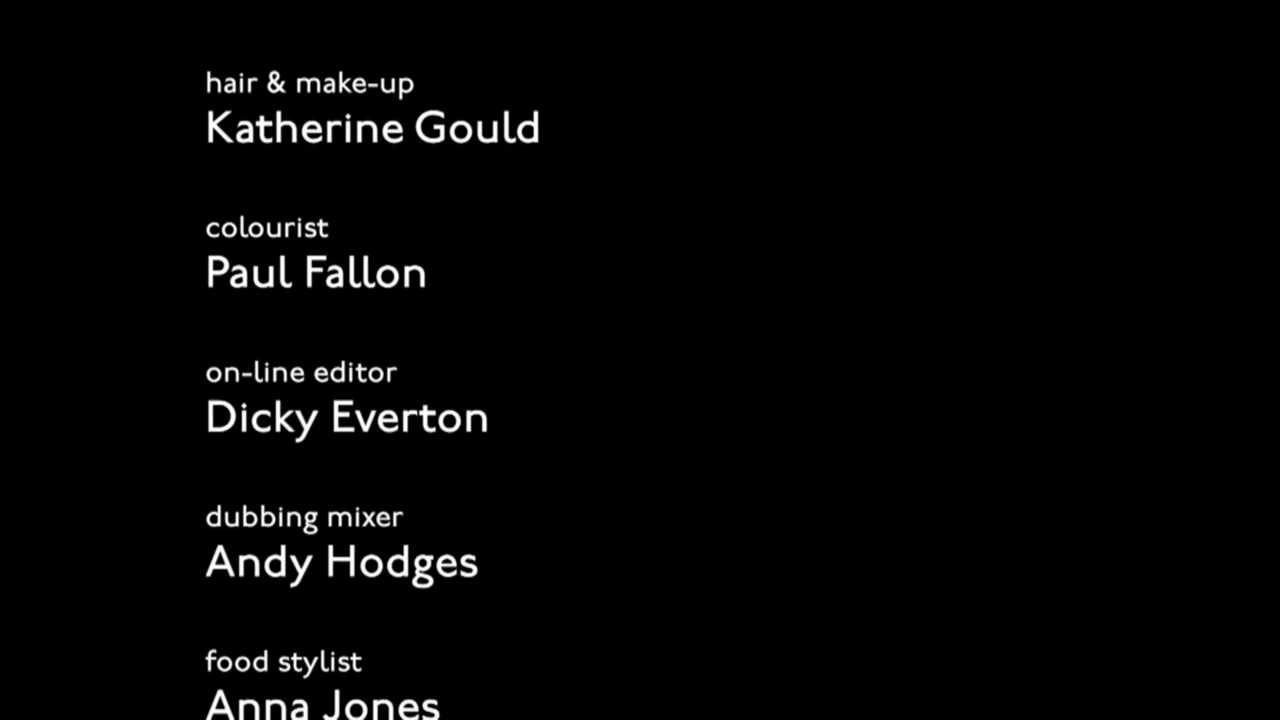 hair & make-up
Katherine Gould
colourist
Paul Fallon
on-line editor
Dicky Everton
dubbing mixer
Andy Hodges
food stylist
Anna Jones